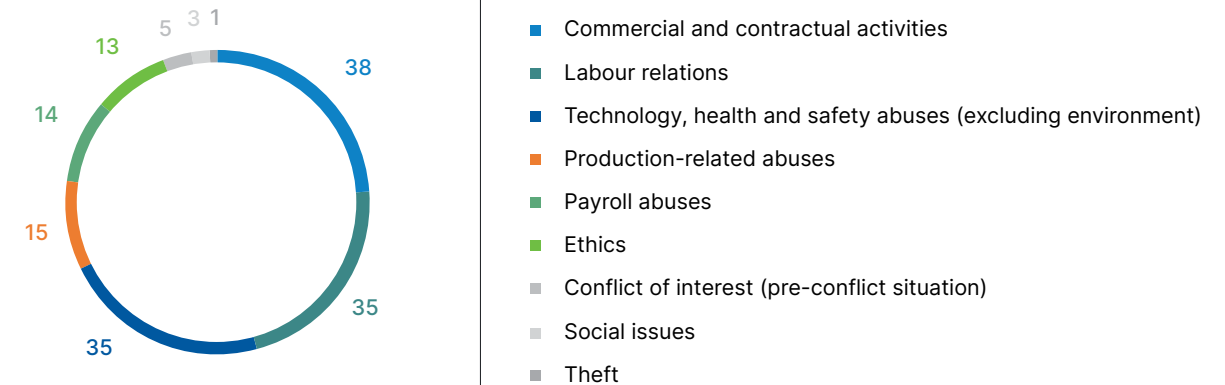 5 3 1
13
38
14
15
35
35
Commercial and contractual activities
Labour relations
Technology, health and safety abuses (excluding environment)
Production-related abuses
Payroll abuses
Ethics
Conflict of interest (pre-conflict situation)
Social issues
Theft